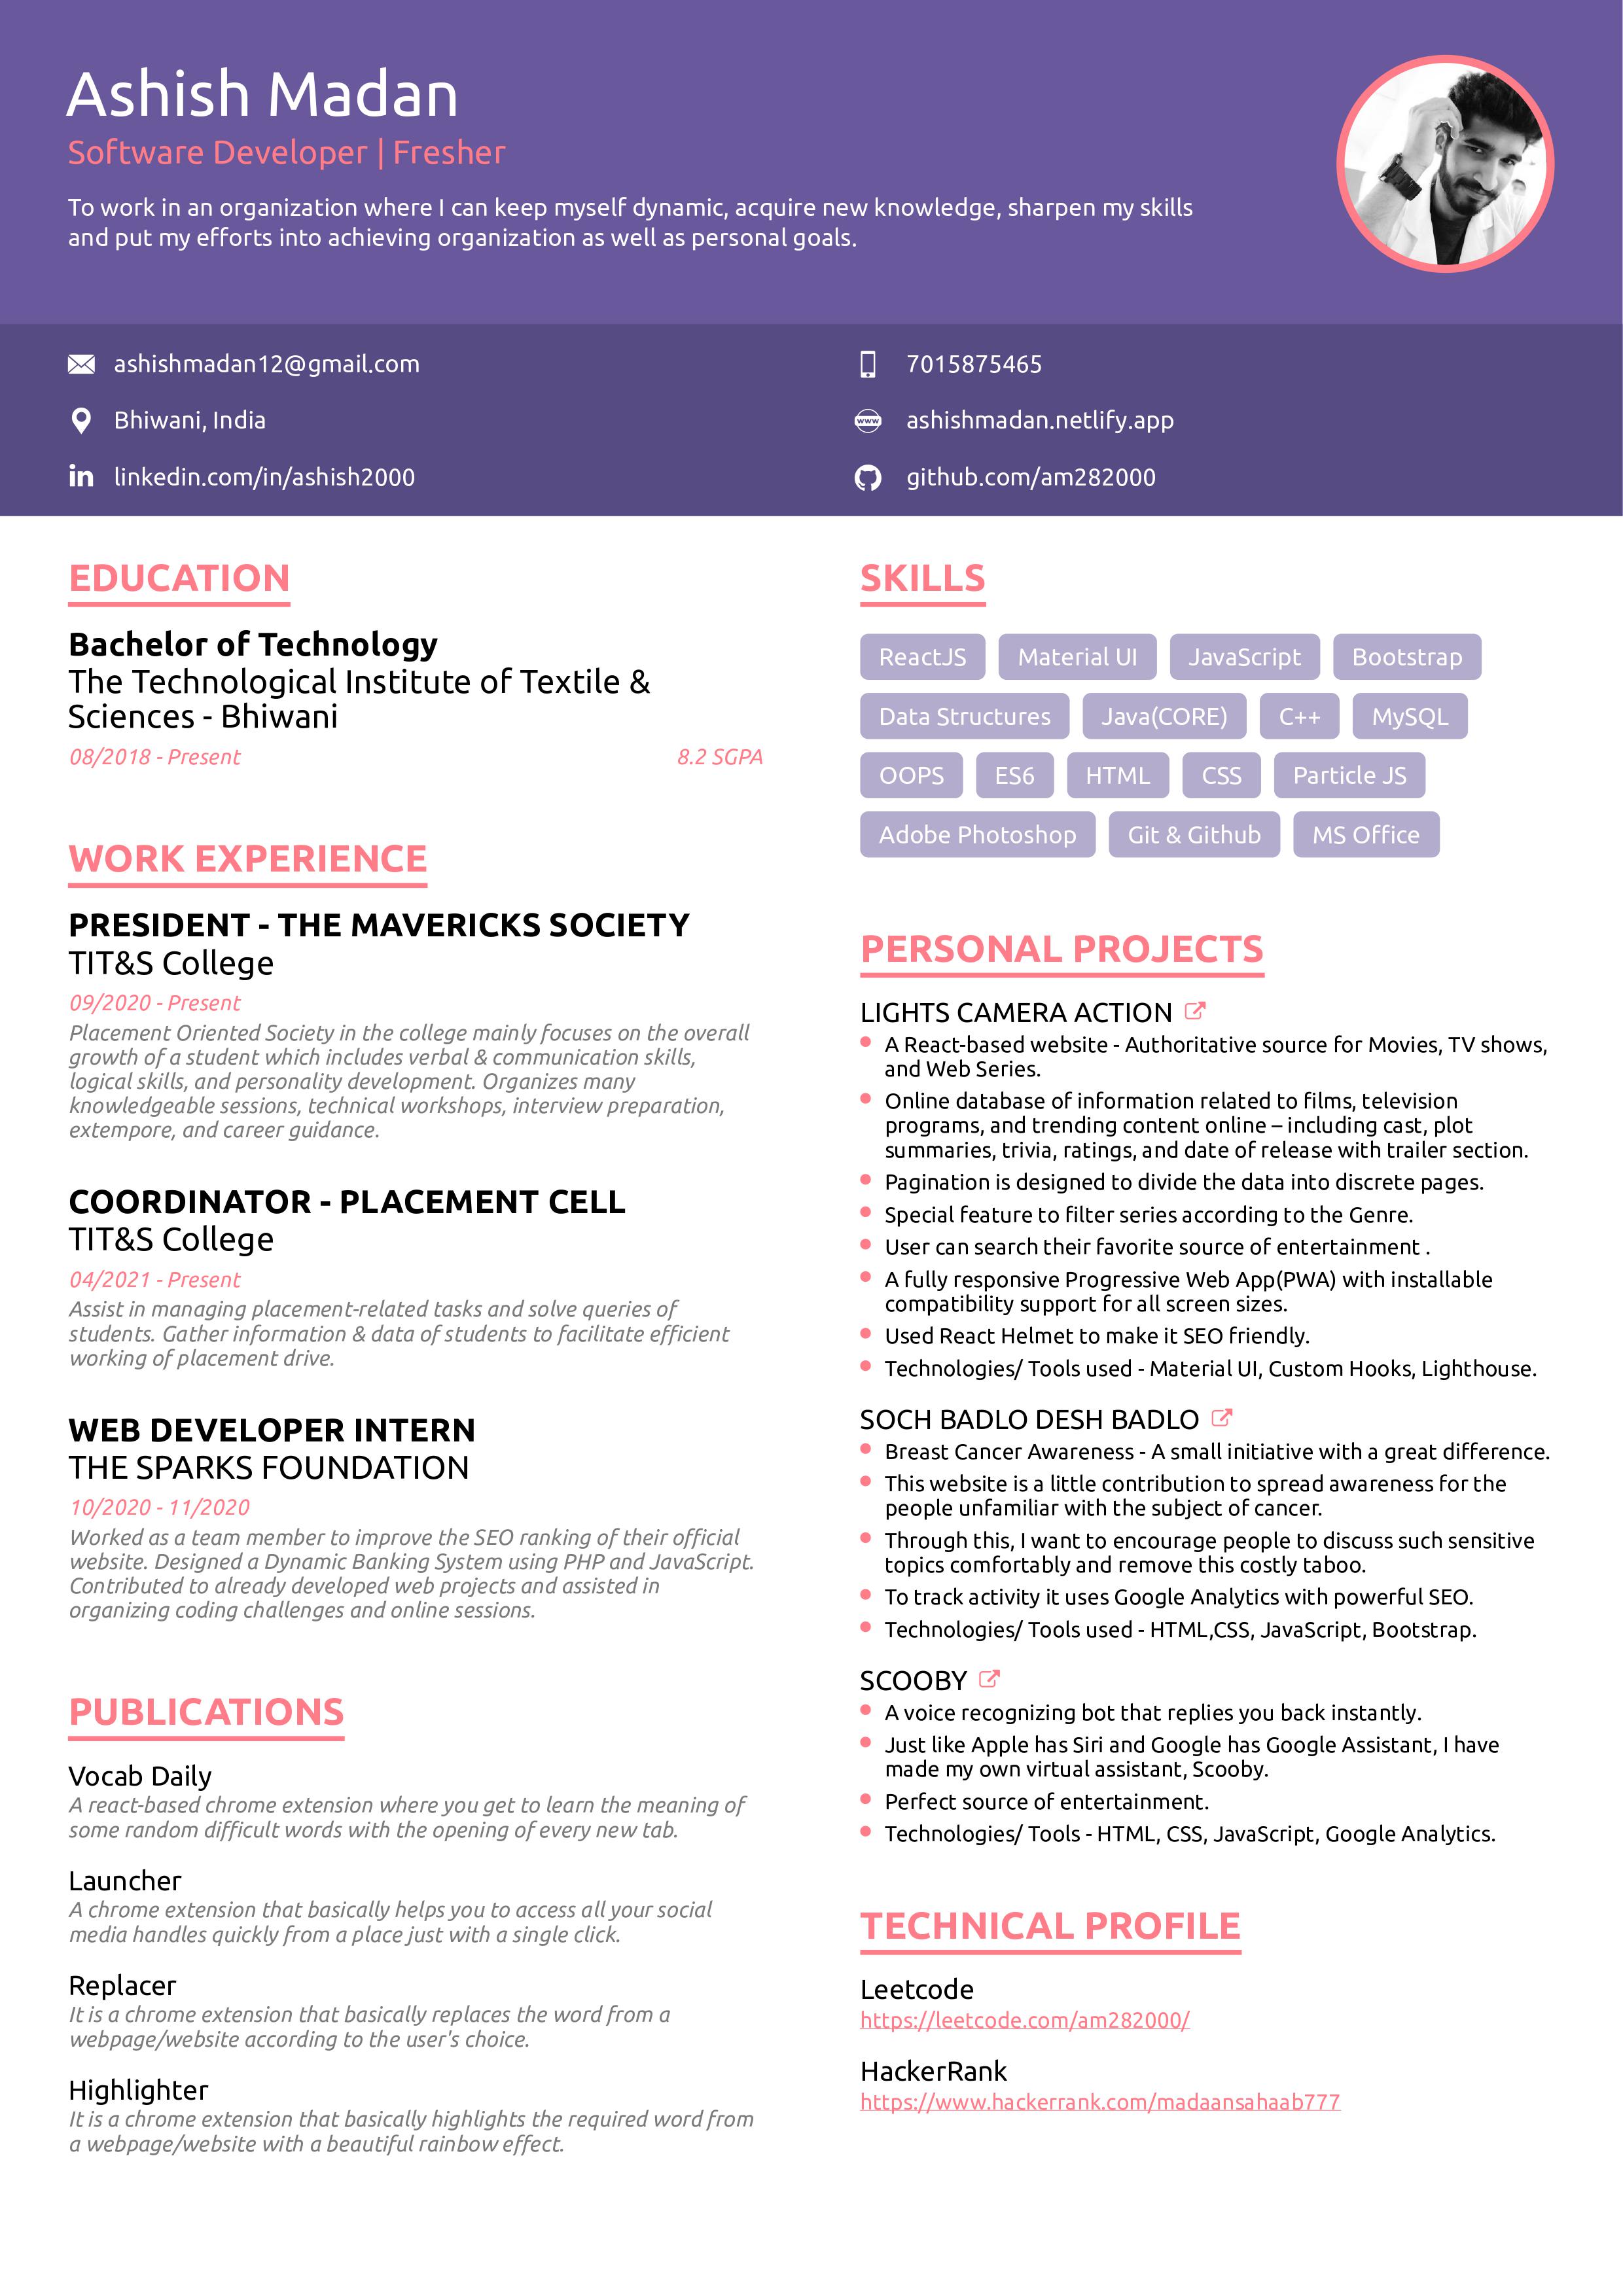 Ashish Madan
Software Developer | Fresher
To work in an organization where I can keep myself dynamic, acquire new knowledge, sharpen my skills
and put my efforts into achieving organization as well as personal goals.
ashishmadan12@gmail.com
7015875465
Bhiwani, India
www
ashishmadan.netlify.app
in
linkedin.com/in/ashish2000
github.com/am282000
EDUCATION
Bachelor of Technology
The Technological Institute of Textile &
Sciences - Bhiwani
08/2018 - Present
8.2 SGPA
WORK EXPERIENCE
PRESIDENT - THE MAVERICKS SOCIETY
TIT&S College
09/2020 - Present
Placement Oriented Society in the college mainly focuses on the overall
growth of a student which includes verbal & communication skills,
logical skills, and personality development. Organizes many
knowledgeable sessions, technical workshops, interview preparation,
extempore, and career guidance.
COORDINATOR - PLACEMENT CELL
TIT&S College
04/2021 - Present
Assist in managing placement-related tasks and solve queries of
students. Gather information & data of students to facilitate efficient
working of placement drive.
WEB DEVELOPER INTERN
THE SPARKS FOUNDATION
10/2020 - 11/2020
Worked as a team member to improve the SEO ranking of their official
website. Designed a Dynamic Banking System using PHP and JavaScript.
Contributed to already developed web projects and assisted in
organizing coding challenges and online sessions.
PUBLICATIONS
Vocab Daily
A react-based chrome extension where you get to learn the meaning of
some random difficult words with the opening of every new tab.
Launcher
A chrome extension that basically helps you to access all your social
media handles quickly from a place just with a single click.
Replacer
It is a chrome extension that basically replaces the word from a
webpage/website according to the user's choice.
Highlighter
It is a chrome extension that basically highlights the required word from
a webpage/website with a beautiful rainbow effect.
SKILLS
ReactJS Material UI JavaScript Bootstrap
Data Structures Java(CORE) C++ MySQL
OOPS ES6 HTML CSS Particle JS
Adobe Photoshop Git & Github MS Office
PERSONAL PROJECTS
LIGHTS CAMERA ACTION
A React-based website - Authoritative source for Movies, TV shows,
and Web Series.
Online database of information related to films, television
programs, and trending content online – including cast, plot
summaries, trivia, ratings, and date of release with trailer section.
Pagination is designed to divide the data into discrete pages.
Special feature to filter series according to the Genre.
User can search their favorite source of entertainment .
A fully responsive Progressive Web App(PWA) with installable
compatibility support for all screen sizes.
Used React Helmet to make it SEO friendly.
Technologies/ Tools used - Material UI, Custom Hooks, Lighthouse.
SOCH BADLO DESH BADLO
Breast Cancer Awareness - A small initiative with a great difference.
This website is a little contribution to spread awareness for the
people unfamiliar with the subject of cancer.
Through this, I want to encourage people to discuss such sensitive
topics comfortably and remove this costly taboo.
To track activity it uses Google Analytics with powerful SEO.
Technologies/ Tools used - HTML,CSS, JavaScript, Bootstrap.
SCOOBY
A voice recognizing bot that replies you back instantly.
Just like Apple has Siri and Google has Google Assistant, I have
made my own virtual assistant, Scooby.
Perfect source of entertainment.
Technologies/ Tools - HTML, CSS, JavaScript, Google Analytics.
TECHNICAL PROFILE
Leetcode
https://leetcode.com/am282000/
HackerRank
https://www.hackerrank.com/madaansahaab777